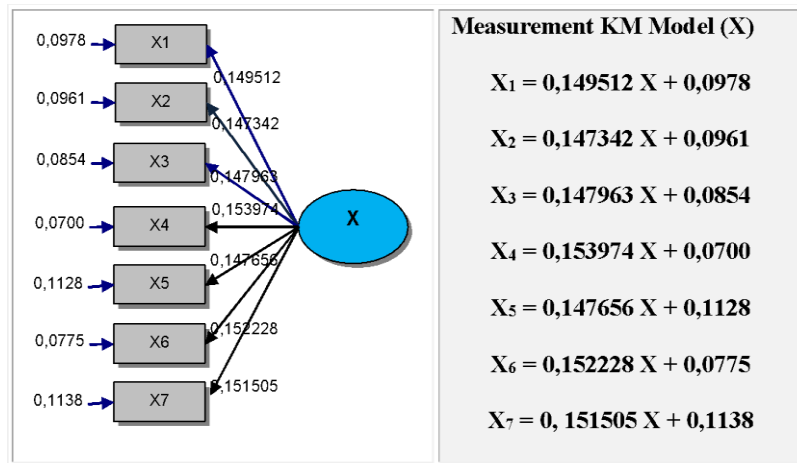 0,0978
X1
0,149512
0,0961
X2
0,147342
0,0854
X3
0,147963
0,0700
X4
0,153974
X
0,1128
X5
0,147656
0,0775
X6
0,152228
0,1138
X7
0,151505
Measurement KM Model (X)
X₁ = 0,149512 X + 0,0978
X₂ = 0,147342 X + 0,0961
X₃ = 0,147963 X + 0,0854
X₄ = 0,153974 X + 0,0700
X₅ = 0,147656 X + 0,1128
X₆ = 0,152228 X + 0,0775
X₇ = 0, 151505 X + 0,1138